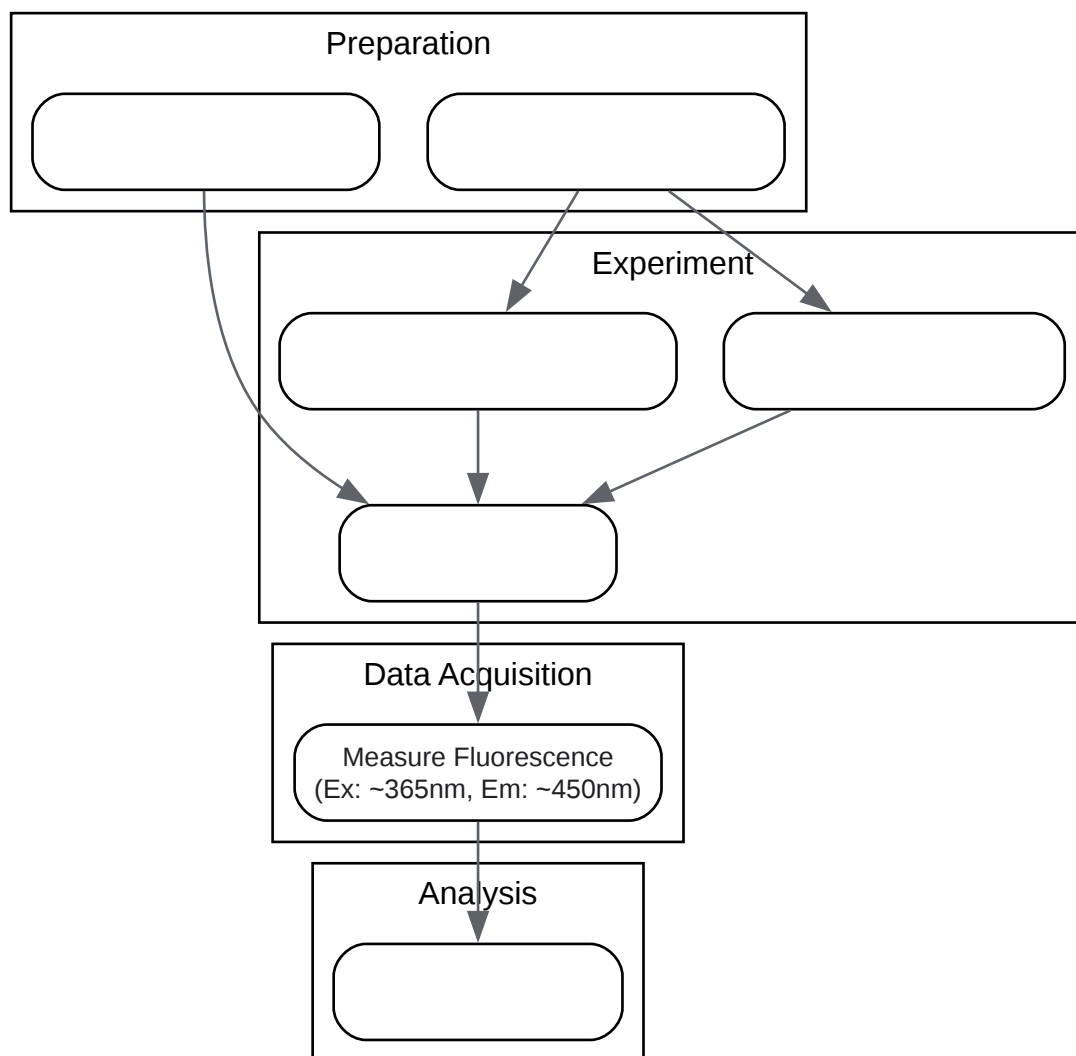 Preparation
Experiment
Data Acquisition
Measure Fluorescence
(Ex: ~365nm, Em: ~450nm)
Analysis